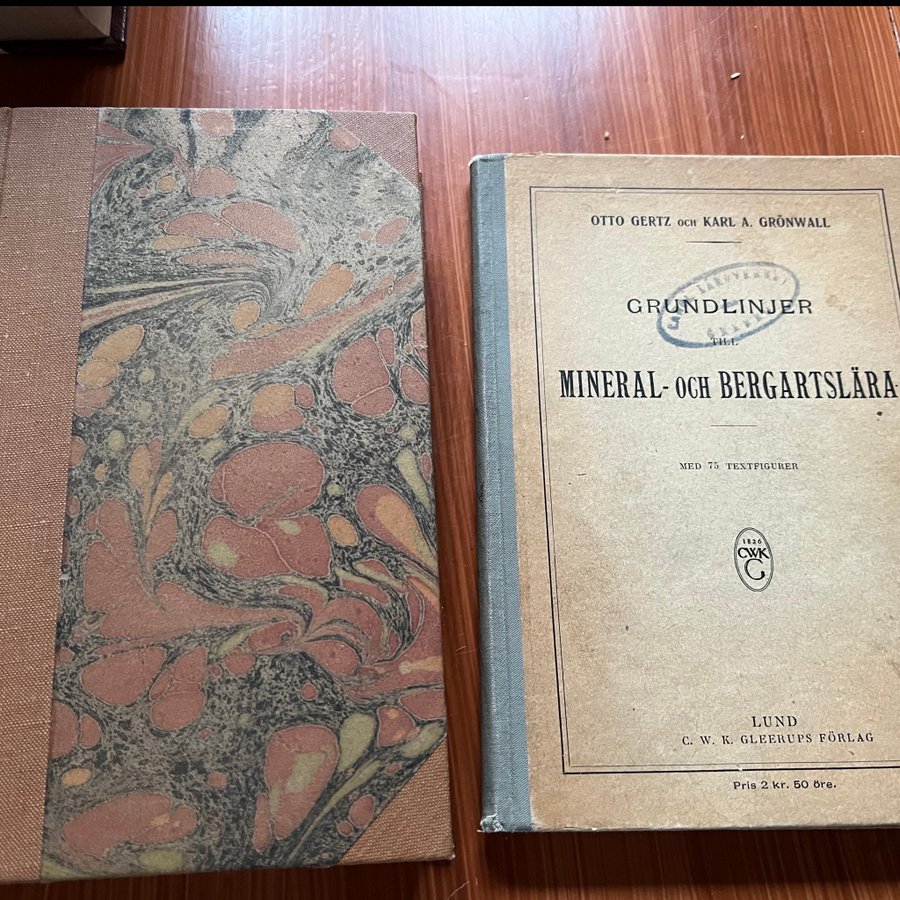 OTTO GERTZ OCH KARL A. GRÖNWALL
GRUNDLINJER
TILL
MINERAL- OCH BERGARTSLÄRA
MED 75 TEXTFIGURER
1826
CWK
G
LUND
C. W. K. GLEERUPS FÖRLAG
Pris 2 kr. 50 öre.